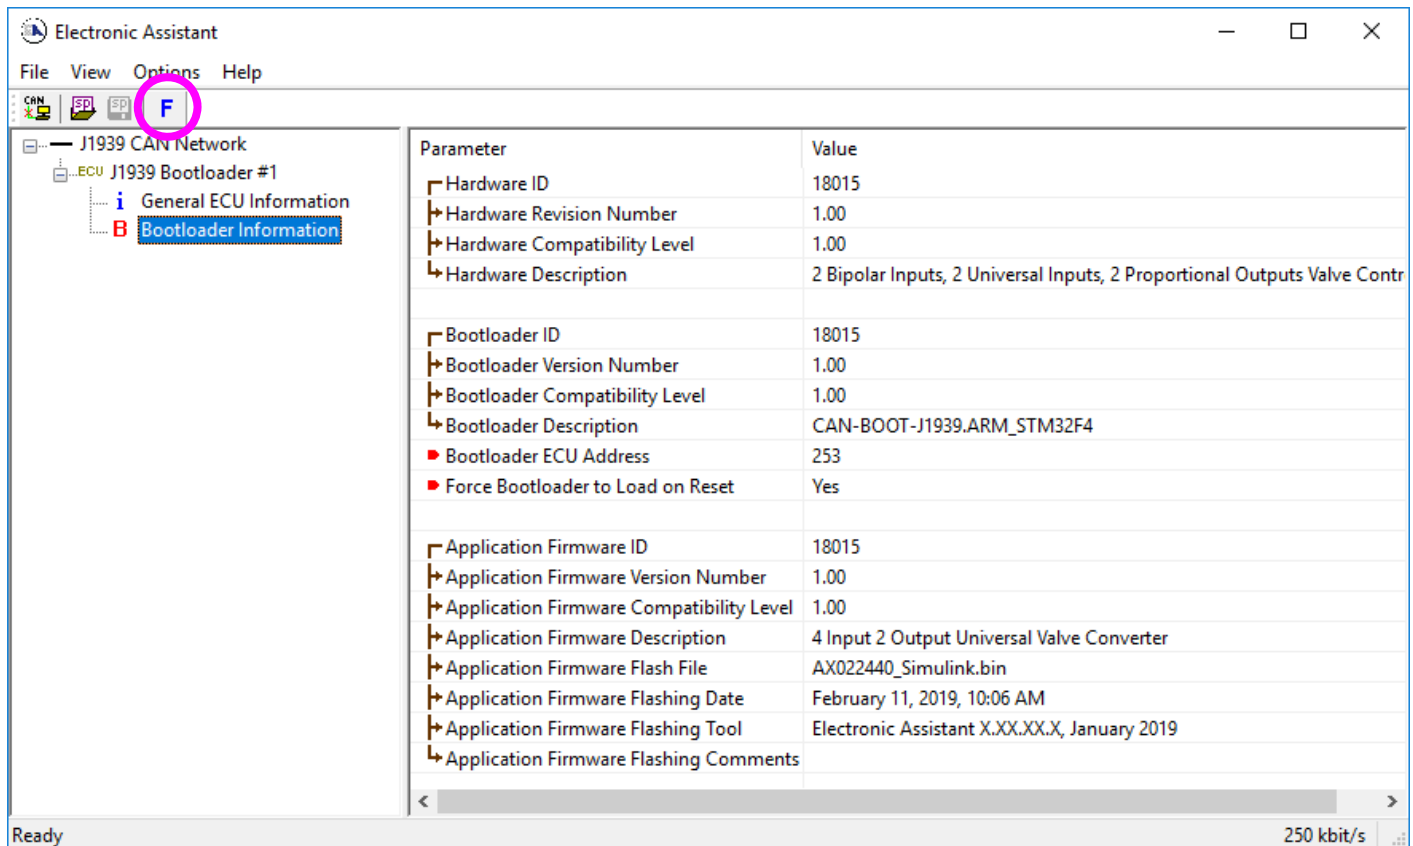 Electronic Assistant
File View Options Help
CAN SP SP F
J1939 CAN Network
ECU J1939 Bootloader #1
i General ECU Information
B Bootloader Information
Parameter Value
Hardware ID 18015
Hardware Revision Number 1.00
Hardware Compatibility Level 1.00
Hardware Description 2 Bipolar Inputs, 2 Universal Inputs, 2 Proportional Outputs Valve Contr
Bootloader ID 18015
Bootloader Version Number 1.00
Bootloader Compatibility Level 1.00
Bootloader Description CAN-BOOT-J1939.ARM_STM32F4
Bootloader ECU Address 253
Force Bootloader to Load on Reset Yes
Application Firmware ID 18015
Application Firmware Version Number 1.00
Application Firmware Compatibility Level 1.00
Application Firmware Description 4 Input 2 Output Universal Valve Converter
Application Firmware Flash File AX022440_Simulink.bin
Application Firmware Flashing Date February 11, 2019, 10:06 AM
Application Firmware Flashing Tool Electronic Assistant X.XX.XX.X, January 2019
Application Firmware Flashing Comments
Ready 250 kbit/s